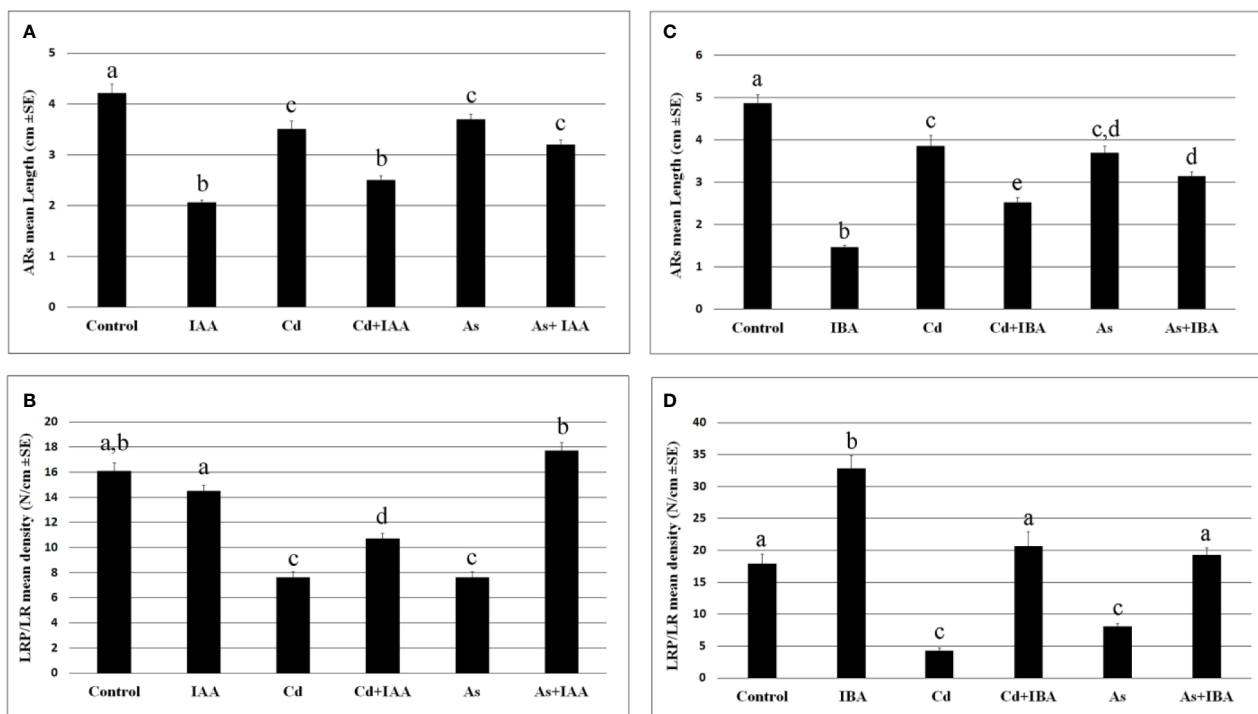 A
ARs mean Length (cm ±SE)
5
4
3
2
1
0
a
b
c
b
c
c
Control IAA Cd Cd+IAA As As+ IAA
B
LRP/LR mean density (N/cm ±SE)
20
18
16
14
12
10
8
6
4
2
0
a,b
a
c
d
c
b
Control IAA Cd Cd+IAA As As+IAA
C
ARs mean Length (cm ±SE)
6
5
4
3
2
1
0
a
b
c
e
c,d
d
Control IBA Cd Cd+IBA As As+IBA
D
LRP/LR mean density (N/cm ±SE)
40
35
30
25
20
15
10
5
0
a
b
c
a
c
a
Control IBA Cd Cd+IBA As As+IBA